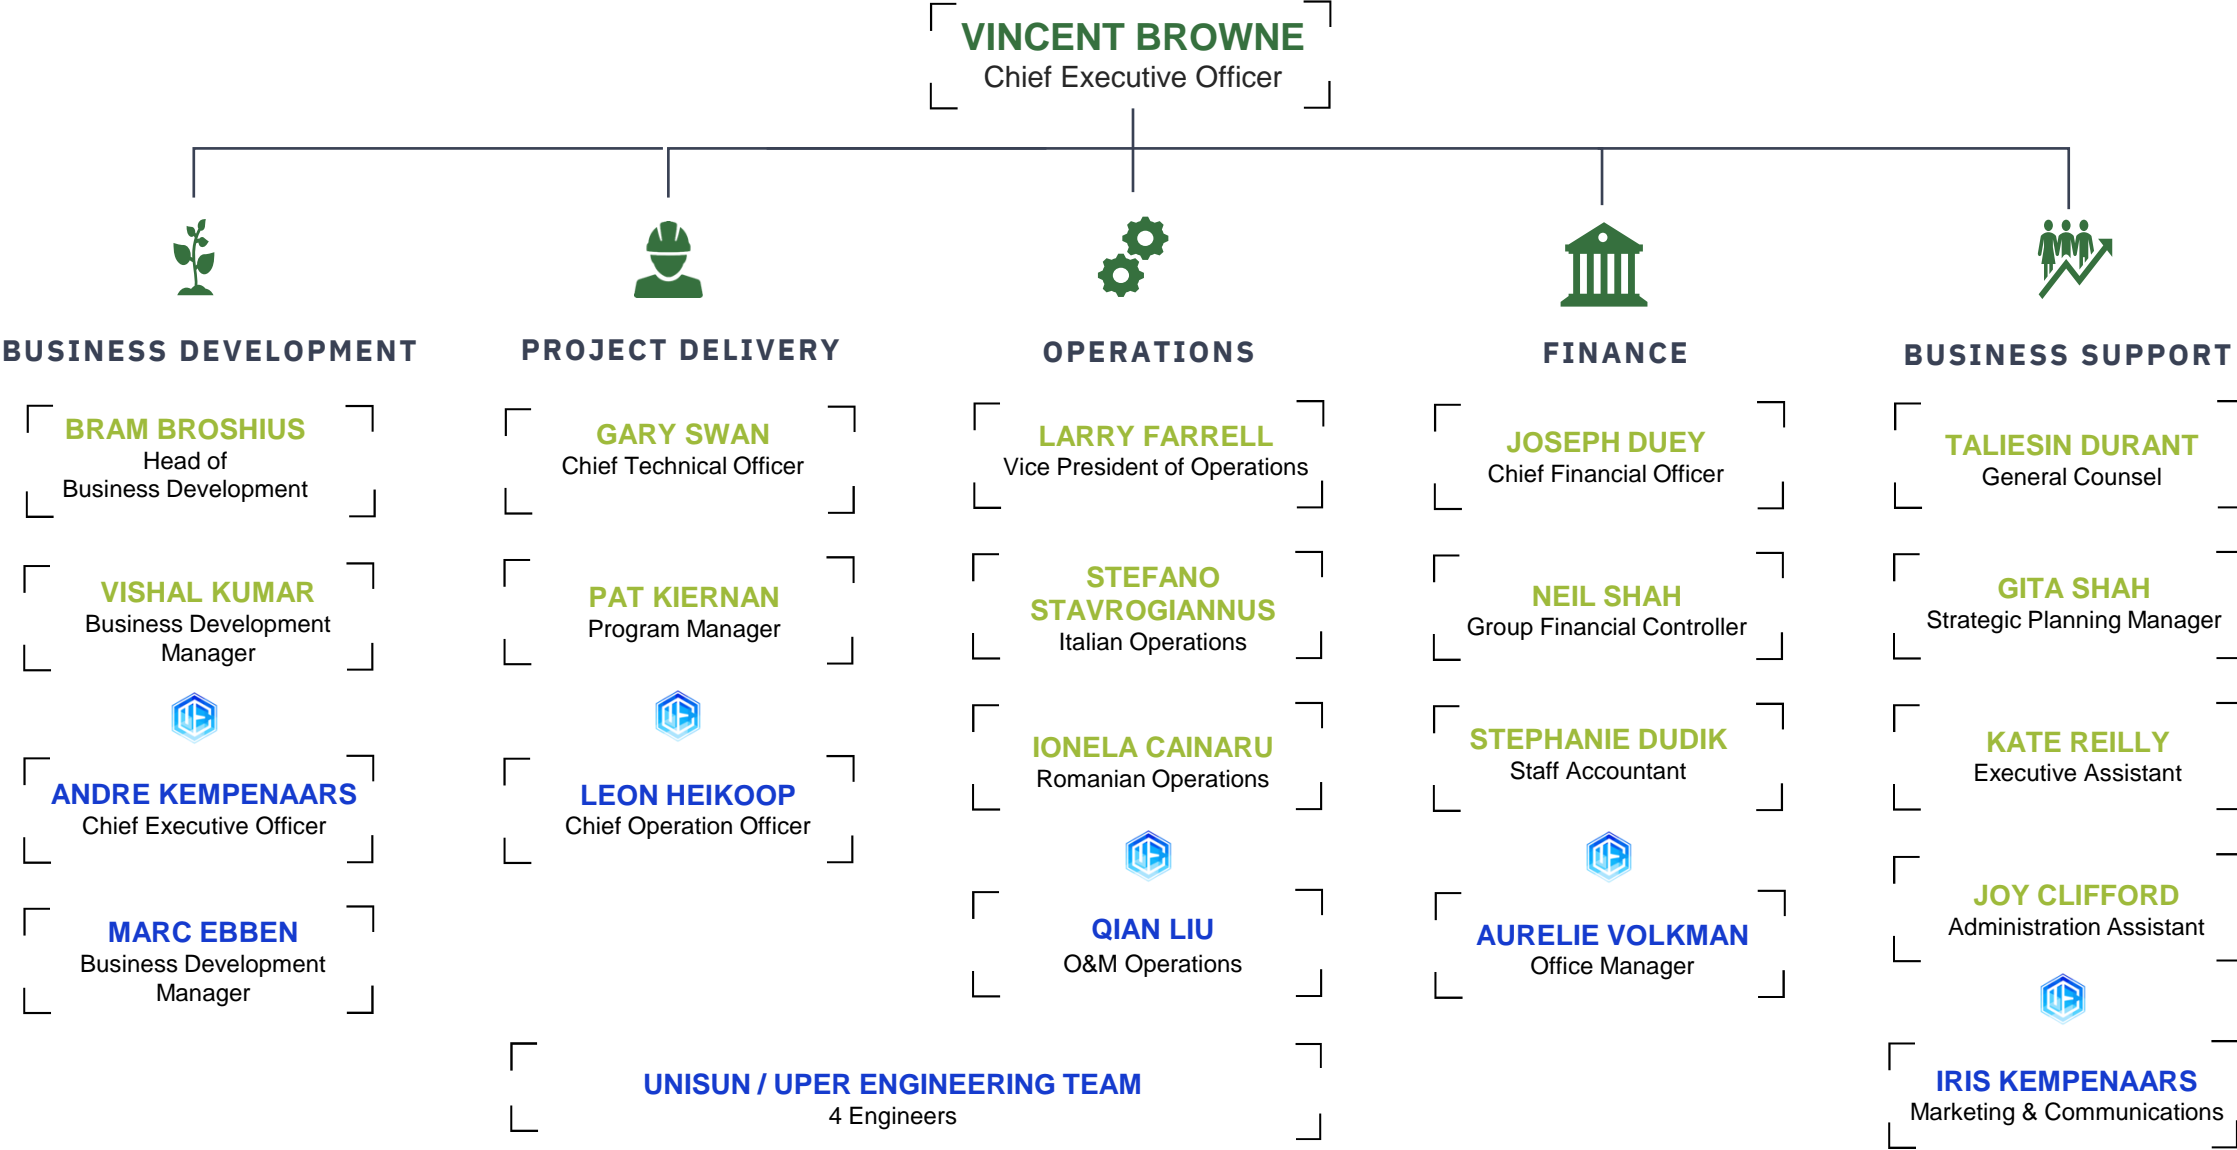 VINCENT BROWNE
Chief Executive Officer
BUSINESS DEVELOPMENT
BRAM BROSHIUS
Head of
Business Development
VISHAL KUMAR
Business Development
Manager
ANDRE KEMPENAARS
Chief Executive Officer
MARC EBBEN
Business Development
Manager
PROJECT DELIVERY
GARY SWAN
Chief Technical Officer
PAT KIERNAN
Program Manager
LEON HEIKOOP
Chief Operation Officer
OPERATIONS
LARRY FARRELL
Vice President of Operations
STEFANO
STAVROGIANNUS
Italian Operations
IONELA CAINARU
Romanian Operations
QIAN LIU
O&M Operations
UNISUN / UPER ENGINEERING TEAM
4 Engineers
FINANCE
JOSEPH DUEY
Chief Financial Officer
NEIL SHAH
Group Financial Controller
STEPHANIE DUDIK
Staff Accountant
AURELIE VOLKMAN
Office Manager
BUSINESS SUPPORT
TALIESIN DURANT
General Counsel
GITA SHAH
Strategic Planning Manager
KATE REILLY
Executive Assistant
JOY CLIFFORD
Administration Assistant
IRIS KEMPENAARS
Marketing & Communications